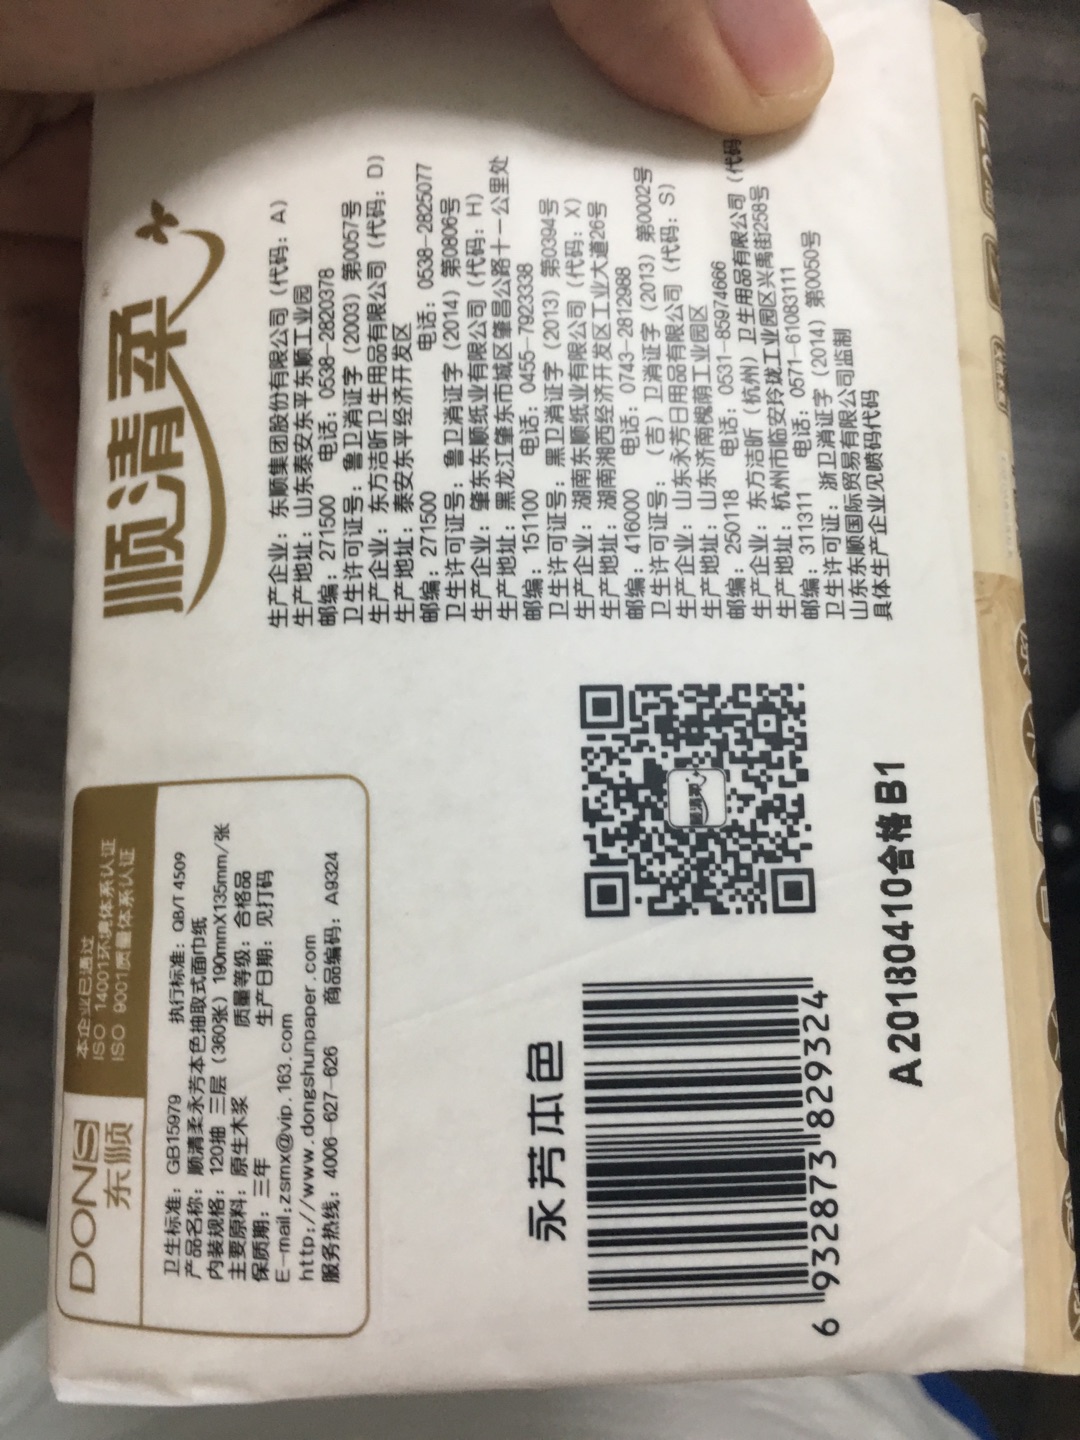 DONS
东顺
本企业已通过
ISO 14001环境体系认证
ISO 9001质量体系认证
卫生标准：GB15979 执行标准：QB/T 4509
产品名称：顺清柔永芳本色抽取式面巾纸
内装规格：120抽 三层（360张）190mmX135mm/张
主要原料：原生木浆 质量等级：合格品
保质期：三年 生产日期：见打码
E-mail:zsmx@vip.163.com
http://www.dongshunpaper.com
服务热线：4006-627-626 商品编码：A9324
顺清柔
生产企业：东顺集团股份有限公司（代码：A）
生产地址：山东泰安东平东顺工业园
邮编：271500 电话：0538-2820378
卫生许可证号：鲁卫消证字（2003）第0057号
生产企业：东方洁昕卫生用品有限公司（代码：D）
生产地址：泰安东平经济开发区
邮编：271500 电话：0538-2825077
卫生许可证号：鲁卫消证字（2014）第0806号
生产企业：肇东东顺纸业有限公司（代码：H）
生产地址：黑龙江肇东市城区肇昌公路十一公里处
邮编：151100 电话：0455-7923338
卫生许可证号：黑卫消证字（2013）第0394号
生产企业：湖南东顺纸业有限公司（代码：X）
生产地址：湖南湘西经济开发区工业大道26号
邮编：416000 电话：0743-2812988
卫生许可证号：（吉）卫消证字（2013）第0002号
生产企业：山东永芳日用品有限公司（代码：S）
生产地址：山东济南槐荫工业园区
邮编：250118 电话：0531-85974666
生产企业：东方洁昕（杭州）卫生用品有限公司（代码
生产地址：杭州市临安玲珑工业园区兴禹街258号
邮编：311311 电话：0571-61083111
卫生许可证：浙卫消证字（2014）第0050号
山东东顺国际贸易有限公司监制
具体生产企业见喷码代码
顺清柔
永芳本色
6 932873 829324
A20180410合格B1